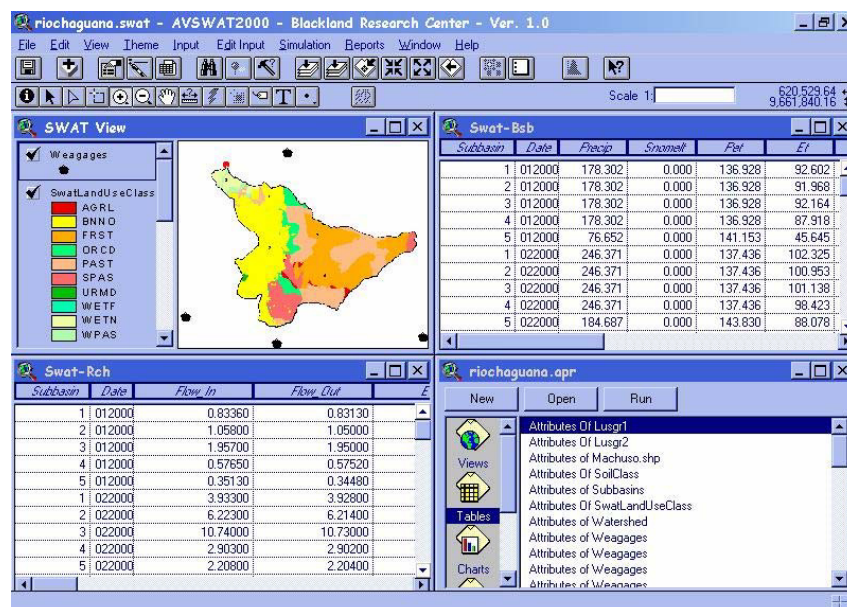 riochaguana.swat - AVSWAT2000 - Blackland Research Center - Ver. 1.0
File Edit View Theme Input Edit Input Simulation Reports Window Help
T
Scale 1:
620,529.64
9,661,840.16
SWAT View
Weagages
SwatLandUseClass
AGRL
BNNO
FRST
ORCD
PAST
SPAS
URMD
WETF
WETN
WPAS
Swat-Bsb
Subbasin Date Precip Snomelt Pet Et
1 012000 178.302 0.000 136.928 92.602
2 012000 178.302 0.000 136.928 91.968
3 012000 178.302 0.000 136.928 92.164
4 012000 178.302 0.000 136.928 87.918
5 012000 76.652 0.000 141.153 45.645
1 022000 246.371 0.000 137.436 102.325
2 022000 246.371 0.000 137.436 100.953
3 022000 246.371 0.000 137.436 101.138
4 022000 246.371 0.000 137.436 98.423
5 022000 184.687 0.000 143.830 88.078
Swat-Rch
Subbasin Date Flow_In Flow_Out E
1 012000 0.83360 0.83130
2 012000 1.05800 1.05000
3 012000 1.95700 1.95000
4 012000 0.57650 0.57520
5 012000 0.35130 0.34480
1 022000 3.93300 3.92800
2 022000 6.22300 6.21400
3 022000 10.74000 10.73000
4 022000 2.90300 2.90200
5 022000 2.20800 2.20400
riochaguana.apr
New Open Run
Views
Tables
Charts
Attributes Of Lusgr1
Attributes Of Lusgr2
Attributes of Machuso.shp
Attributes Of SoilClass
Attributes of Subbasins
Attributes Of SwatLandUseClass
Attributes of Watershed
Attributes of Weagages
Attributes of Weagages
Attributes of Weagages
Attributes of Weagages